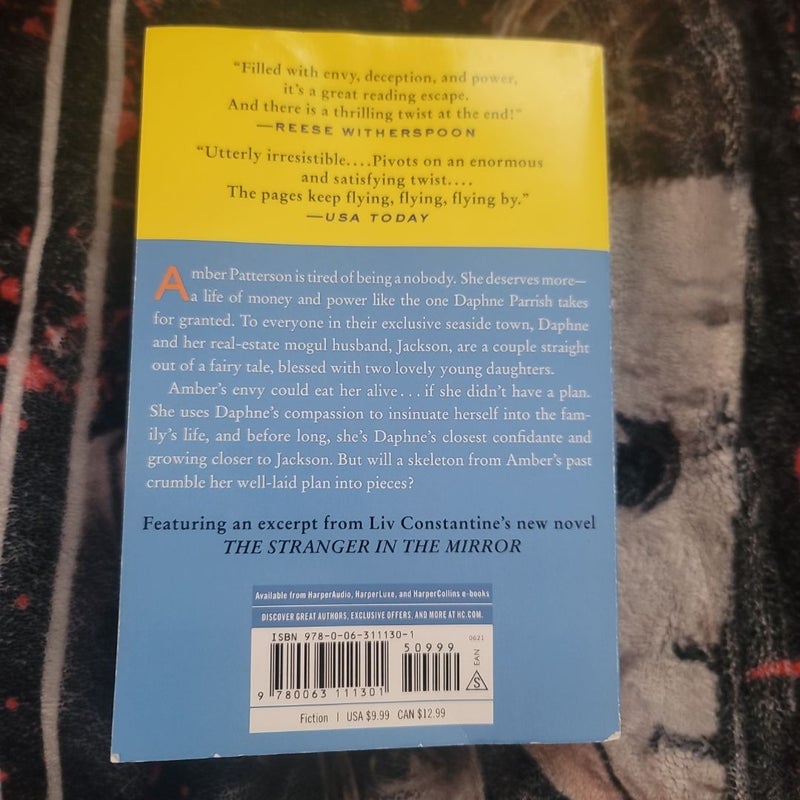 “Filled with envy, deception, and power,
it’s a great reading escape.
And there is a thrilling twist at the end!”
—REESE WITHERSPOON
“Utterly irresistible....Pivots on an enormous
and satisfying twist....
The pages keep flying, flying, flying by.”
—USA TODAY
Amber Patterson is tired of being a nobody. She deserves more—
a life of money and power like the one Daphne Parrish takes
for granted. To everyone in their exclusive seaside town, Daphne
and her real-estate mogul husband, Jackson, are a couple straight
out of a fairy tale, blessed with two lovely young daughters.
Amber’s envy could eat her alive...if she didn’t have a plan.
She uses Daphne’s compassion to insinuate herself into the fam-
ily’s life, and before long, she’s Daphne’s closest confidante and
growing closer to Jackson. But will a skeleton from Amber’s past
crumble her well-laid plan into pieces?
Featuring an excerpt from Liv Constantine’s new novel
THE STRANGER IN THE MIRROR
Available from HarperAudio, HarperLuxe, and HarperCollins e-books
DISCOVER GREAT AUTHORS, EXCLUSIVE OFFERS, AND MORE AT HC.COM.
ISBN 978-0-06-311130-1
50999
0621
EAN
S
9 780063 111301
Fiction | USA $9.99 CAN $12.99